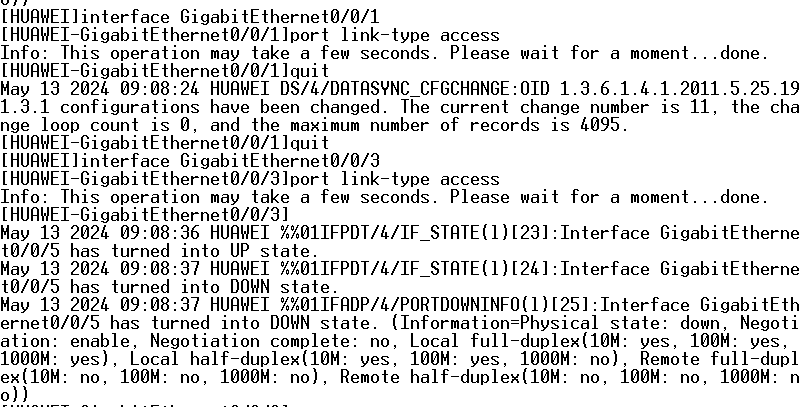 o))
[HUAWEI]interface GigabitEthernet0/0/1
[HUAWEI-GigabitEthernet0/0/1]port link-type access
Info: This operation may take a few seconds. Please wait for a moment...done.
[HUAWEI-GigabitEthernet0/0/1]quit
May 13 2024 09:08:24 HUAWEI DS/4/DATASYNC_CFGCHANGE:OID 1.3.6.1.4.1.2011.5.25.19
1.3.1 configurations have been changed. The current change number is 11, the cha
nge loop count is 0, and the maximum number of records is 4095.
[HUAWEI-GigabitEthernet0/0/1]quit
[HUAWEI]interface GigabitEthernet0/0/3
[HUAWEI-GigabitEthernet0/0/3]port link-type access
Info: This operation may take a few seconds. Please wait for a moment...done.
[HUAWEI-GigabitEthernet0/0/3]
May 13 2024 09:08:36 HUAWEI %%01IFPDT/4/IF_STATE(l)[23]:Interface GigabitEtherne
t0/0/5 has turned into UP state.
May 13 2024 09:08:37 HUAWEI %%01IFPDT/4/IF_STATE(l)[24]:Interface GigabitEtherne
t0/0/5 has turned into DOWN state.
May 13 2024 09:08:37 HUAWEI %%01IFADP/4/PORTDOWNINFO(l)[25]:Interface GigabitEth
ernet0/0/5 has turned into DOWN state. (Information=Physical state: down, Negoti
ation: enable, Negotiation complete: no, Local full-duplex(10M: yes, 100M: yes,
1000M: yes), Local half-duplex(10M: yes, 100M: yes, 1000M: no), Remote full-dupl
ex(10M: no, 100M: no, 1000M: no), Remote half-duplex(10M: no, 100M: no, 1000M: n
o))